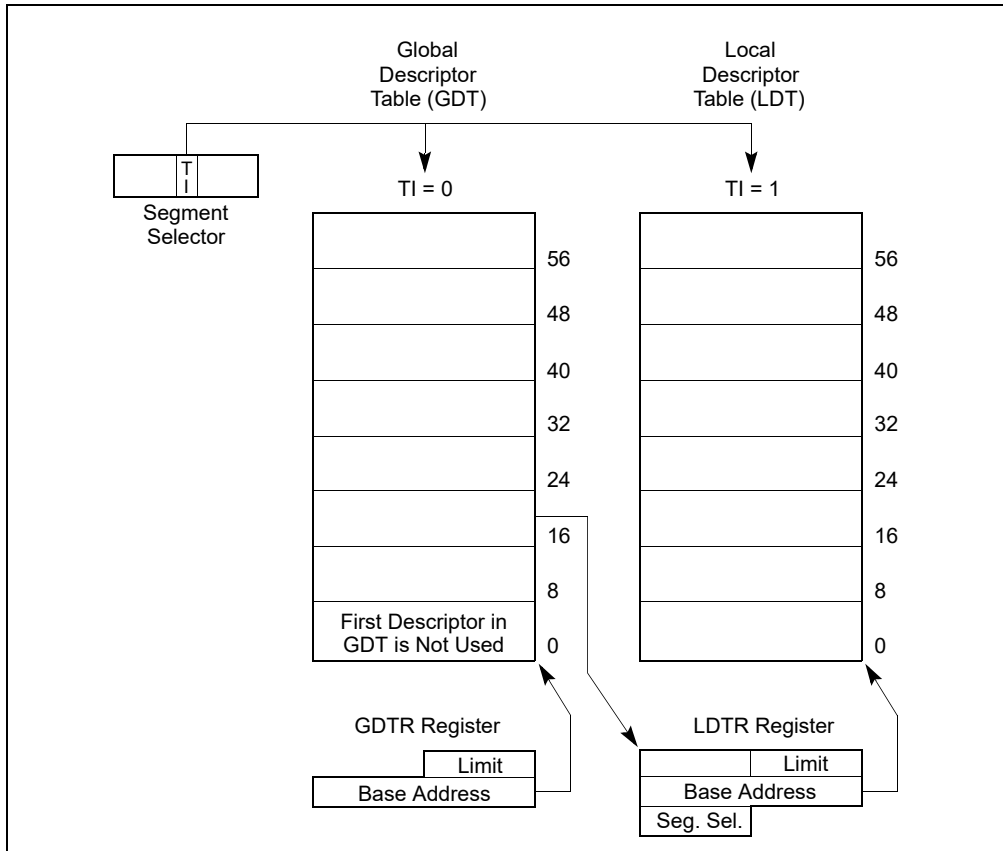 Global
Descriptor
Table (GDT)
Local
Descriptor
Table (LDT)
T
I
Segment
Selector
TI = 0
TI = 1
56
56
48
48
40
40
32
32
24
24
16
16
8
8
First Descriptor in
GDT is Not Used
0
0
GDTR Register
LDTR Register
Limit
Base Address
Limit
Base Address
Seg. Sel.